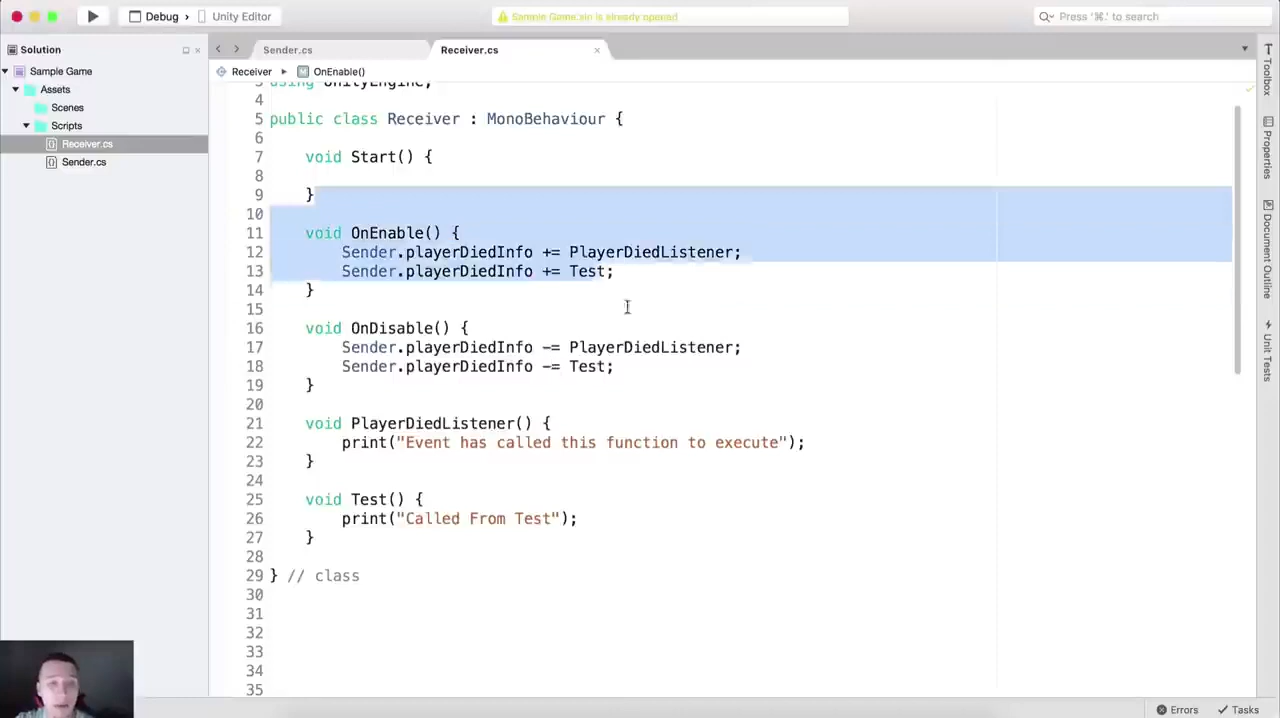 Debug
Unity Editor
Sample Game.sln is already opened
Press '⌘.' to search
Solution
Sender.cs
Receiver.cs
Sample Game
Receiver
OnEnable()
Assets
Scenes
Scripts
Receiver.cs
Sender.cs
using UnityEngine;
4
5 public class Receiver : MonoBehaviour {
6
7 void Start() {
8
9 }
10
11 void OnEnable() {
12 Sender.playerDiedInfo += PlayerDiedListener;
13 Sender.playerDiedInfo += Test;
14 }
15
16 void OnDisable() {
17 Sender.playerDiedInfo -= PlayerDiedListener;
18 Sender.playerDiedInfo -= Test;
19 }
20
21 void PlayerDiedListener() {
22 print("Event has called this function to execute");
23 }
24
25 void Test() {
26 print("Called From Test");
27 }
28
29 } // class
30
31
32
33
34
35
Toolbox
Properties
Document Outline
Unit Tests
Errors
Tasks